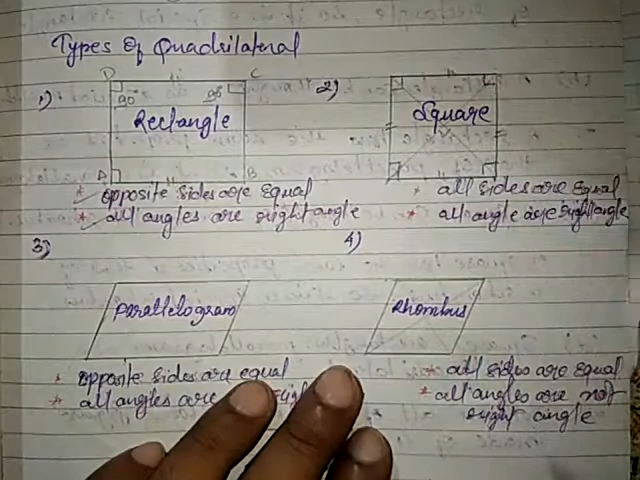 Types Of Quadrilateral
1)
D
C
90°
90°
Rectangle
A
B
* opposite sides are equal
* all angles are right angle
2)
Square
* all sides are equal
* all angle are right angle
3)
Parallelogram
* opposite sides are equal
* all angles are
4)
Rhombus
* all sides are equal
* all angles are not
right angle